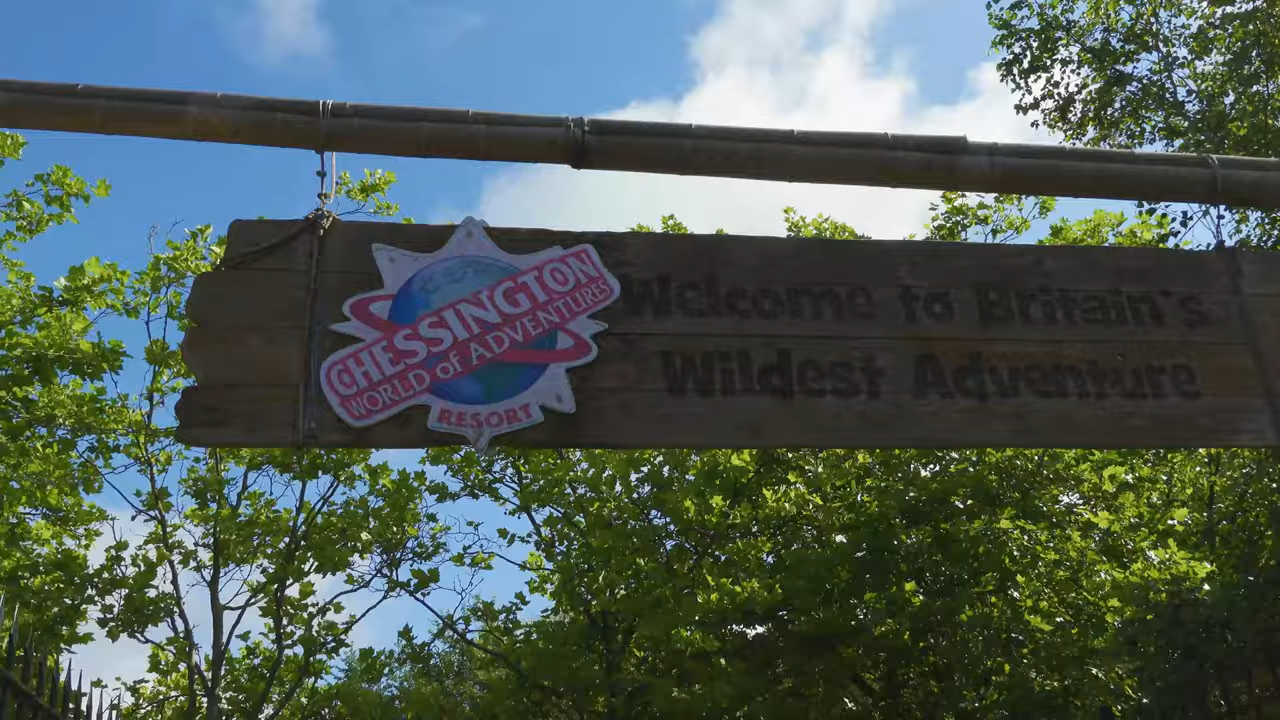 CHESSINGTON
WORLD OF ADVENTURES
RESORT
Welcome to Britain's
Wildest Adventure